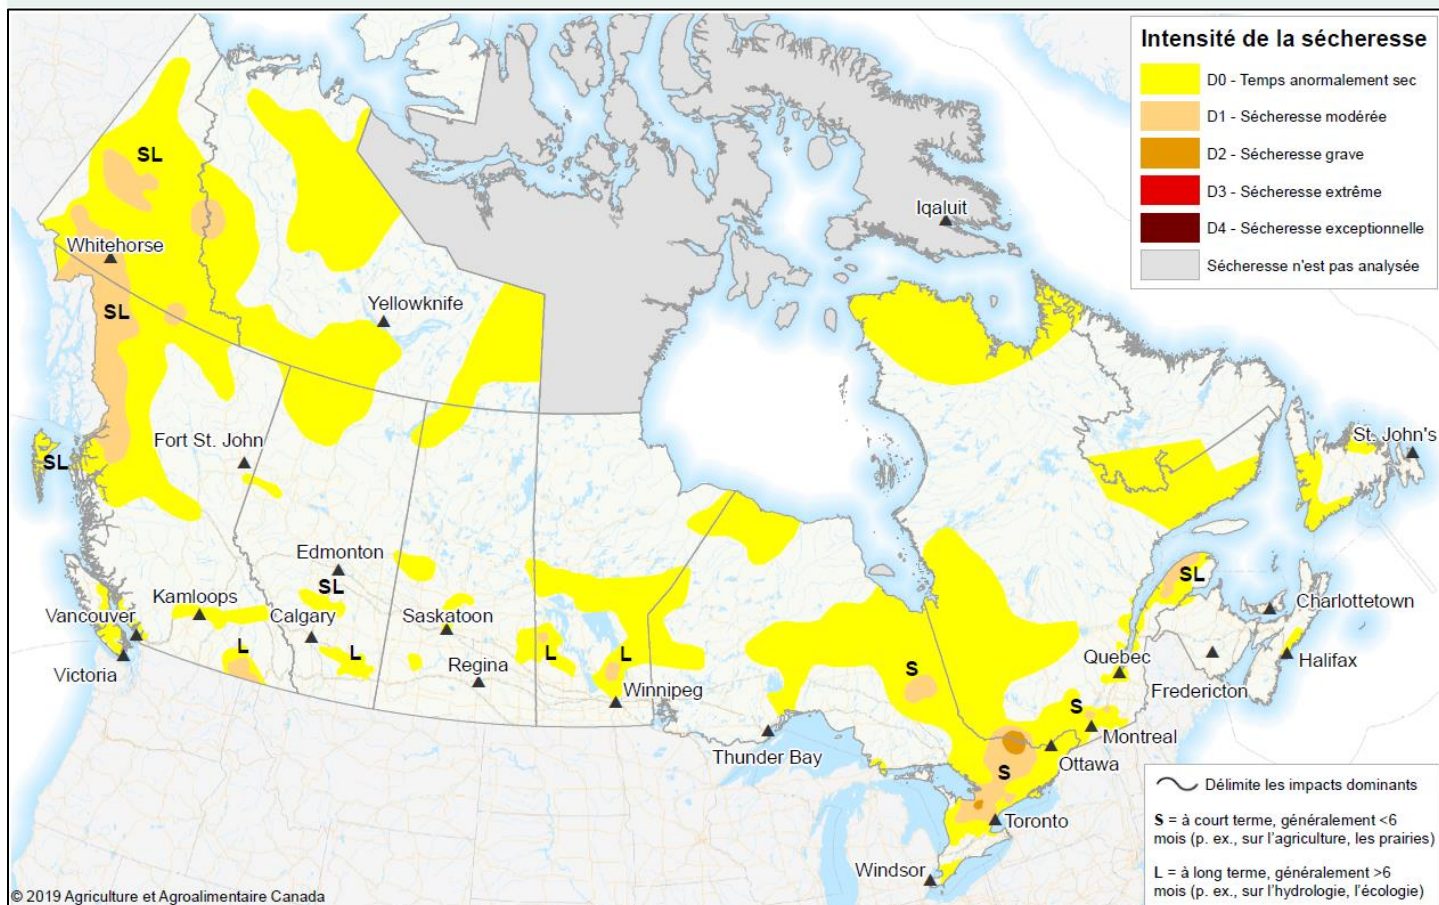 Intensité de la sécheresse
D0 - Temps anormalement sec
D1 - Sécheresse modérée
D2 - Sécheresse grave
D3 - Sécheresse extrême
D4 - Sécheresse exceptionnelle
Sécheresse n'est pas analysée
SL
Iqaluit
Whitehorse
SL
Yellowknife
Fort St. John
St. John's
SL
Edmonton
SL
Kamloops
Calgary
Saskatoon
SL
Charlottetown
Vancouver
L
L
L
L
Regina
S
Quebec
Halifax
Victoria
Winnipeg
Fredericton
S
Montreal
Thunder Bay
Ottawa
S
Toronto
Windsor
Délimite les impacts dominants
S = à court terme, généralement <6
mois (p. ex., sur l'agriculture, les prairies)
L = à long terme, généralement >6
mois (p. ex., sur l'hydrologie, l'écologie)
© 2019 Agriculture et Agroalimentaire Canada